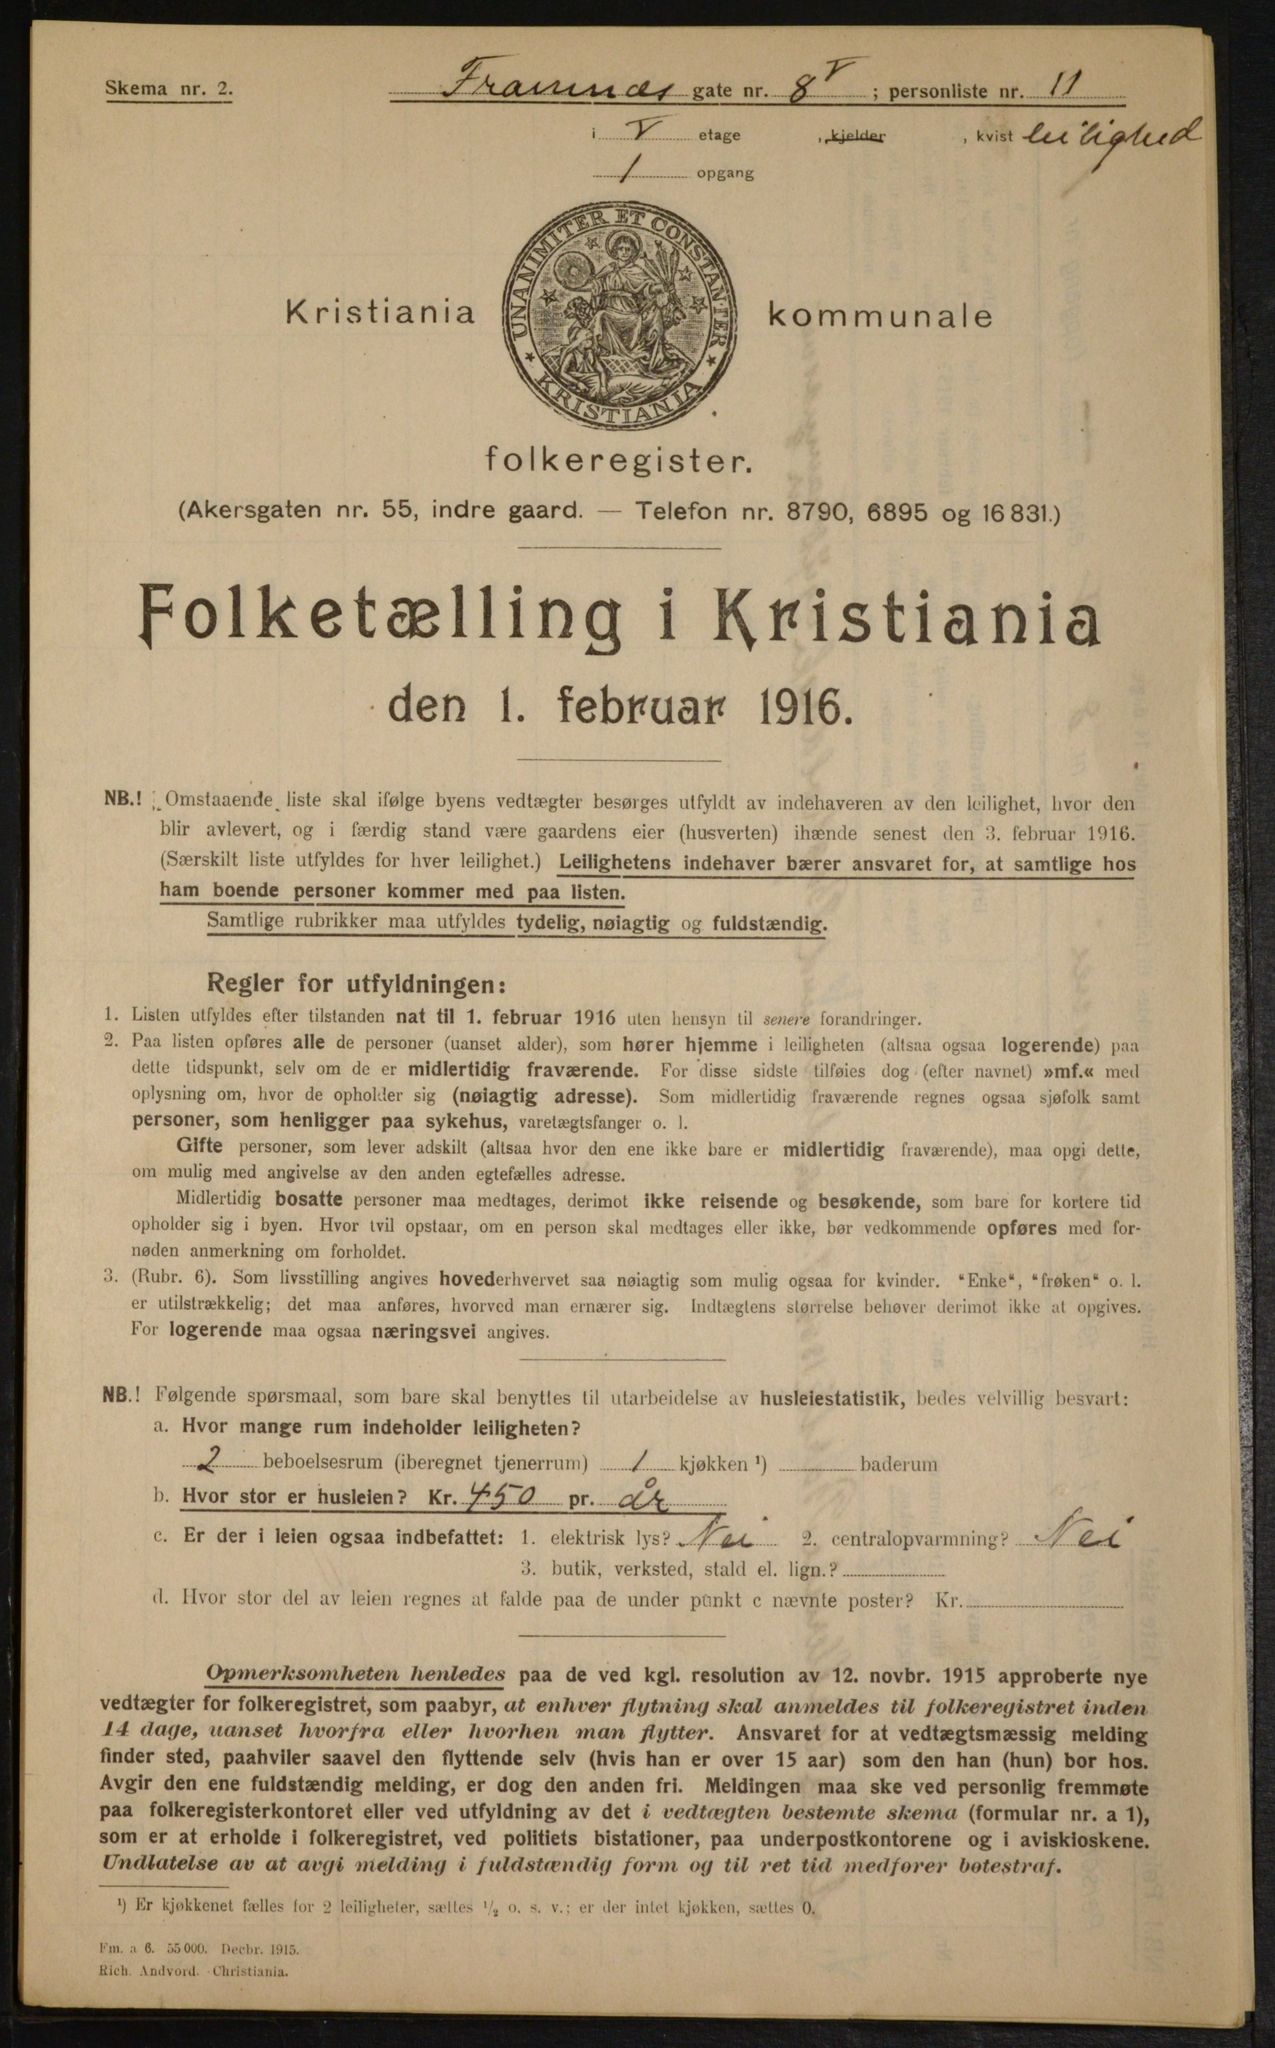 Skema nr. 2.
Framnæs gate nr. 8 V ; personliste nr. 11
i V etage , kjelder , kvist leilighed
1 opgang
UNANIMITER ET CONSTANTER
KRISTIANIA
Kristiania kommunale
folkeregister.
(Akersgaten nr. 55, indre gaard. — Telefon nr. 8790, 6895 og 16 831.)
Folketælling i Kristiania
den 1. februar 1916.
NB.! Omstaaende liste skal ifølge byens vedtægter besørges utfyldt av indehaveren av den leilighet, hvor den
blir avlevert, og i færdig stand være gaardens eier (husverten) ihænde senest den 3. februar 1916.
(Særskilt liste utfyldes for hver leilighet.) Leilighetens indehaver bærer ansvaret for, at samtlige hos
ham boende personer kommer med paa listen.
Samtlige rubrikker maa utfyldes tydelig, nøiagtig og fuldstændig.
Regler for utfyldningen:
1. Listen utfyldes efter tilstanden nat til 1. februar 1916 uten hensyn til senere forandringer.
2. Paa listen opføres alle de personer (uanset alder), som hører hjemme i leiligheten (altsaa ogsaa logerende) paa
dette tidspunkt, selv om de er midlertidig fraværende. For disse sidste tilføies dog (efter navnet) »mf.« med
oplysning om, hvor de opholder sig (nøiagtig adresse). Som midlertidig fraværende regnes ogsaa sjøfolk samt
personer, som henligger paa sykehus, varetægtsfanger o. l.
Gifte personer, som lever adskilt (altsaa hvor den ene ikke bare er midlertidig fraværende), maa opgi dette,
om mulig med angivelse av den anden egtefælles adresse.
Midlertidig bosatte personer maa medtages, derimot ikke reisende og besøkende, som bare for kortere tid
opholder sig i byen. Hvor tvil opstaar, om en person skal medtages eller ikke, bør vedkommende opføres med for-
nøden anmerkning om forholdet.
3. (Rubr. 6). Som livsstilling angives hovederhvervet saa nøiagtig som mulig ogsaa for kvinder. "Enke", "frøken" o. l.
er utilstrækkelig; det maa anføres, hvorved man ernærer sig. Indtægtens størrelse behøver derimot ikke at opgives.
For logerende maa ogsaa næringsvei angives.
NB.! Følgende spørsmaal, som bare skal benyttes til utarbeidelse av husleiestatistik, bedes velvillig besvart:
a. Hvor mange rum indeholder leiligheten?
2 beboelsesrum (iberegnet tjenerrum) 1 kjøkken ¹) baderum
b. Hvor stor er husleien? Kr. 450 pr. år
c. Er der i leien ogsaa indbefattet: 1. elektrisk lys? Nei 2. centralopvarmning? Nei
3. butik, verksted, stald el. lign.?
d. Hvor stor del av leien regnes at falde paa de under punkt c nævnte poster? Kr.
Opmerksomheten henledes paa de ved kgl. resolution av 12. novbr. 1915 approberte nye
vedtægter for folkeregistret, som paabyr, at enhver flytning skal anmeldes til folkeregistret inden
14 dage, uanset hvorfra eller hvorhen man flytter. Ansvaret for at vedtægtsmæssig melding
finder sted, paahviler saavel den flyttende selv (hvis han er over 15 aar) som den han (hun) bor hos.
Avgir den ene fuldstændig melding, er dog den anden fri. Meldingen maa ske ved personlig fremmøte
paa folkeregisterkontoret eller ved utfyldning av det i vedtægten bestemte skema (formular nr. a 1),
som er at erholde i folkeregistret, ved politiets bistationer, paa underpostkontorene og i aviskioskene.
Undlatelse av at avgi melding i fuldstændig form og til ret tid medfører bøtestraf.
¹) Er kjøkkenet fælles for 2 leiligheter, sættes ½ o. s. v.; er der intet kjøkken, sættes 0.
Fm. a 6. 55 000. Decbr. 1915.
Rich. Andvord. Christiania.